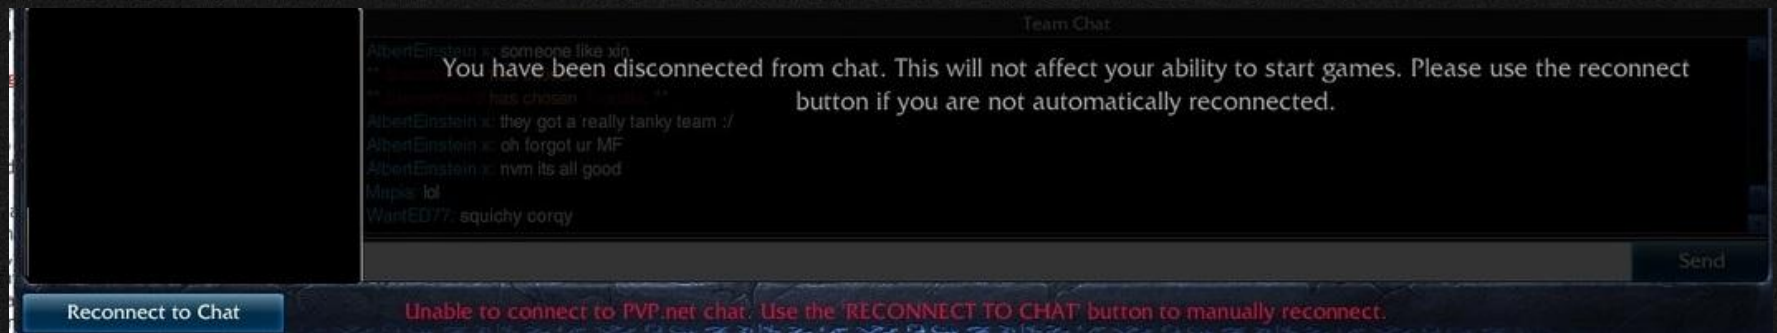 Team Chat
AlbertEinstein x: someone like xin
You have been disconnected from chat. This will not affect your ability to start games. Please use the reconnect
button if you are not automatically reconnected.
has chosen
AlbertEinstein x: they got a really tanky team :/
AlbertEinstein x: oh forgot ur MF
AlbertEinstein x: nvm its all good
lol
WantED77: squichy corqy
Send
Reconnect to Chat
Unable to connect to PVP.net chat. Use the 'RECONNECT TO CHAT' button to manually reconnect.